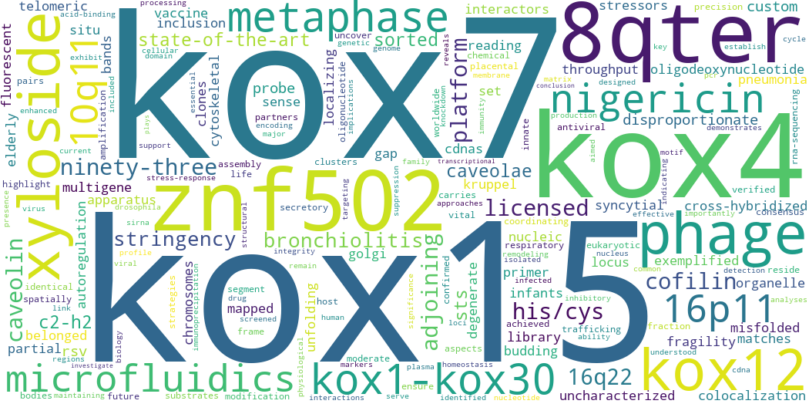 telomeric
processing
acid-binding
vaccine
inclusion
metaphase
uncover
genetic
genome
interactors
stressors
precision
custom
fluorescent
situ
state-of-the-art
sorted
reading
chemical
key
establish
cycle
8qter
kox7
cellular
domain
bands
placental
membrane
throughput
oligodeoxynucleotide
pairs
exhibit
10q11
included
amplification
clones
cytoskeletal
probe
sense
localizing
oligonucleotide
implications
reveals
platform
set
matrix
conclusion
designed
pcr
pneumonia
xyloside
elderly
enhanced
essential
partners
encoding
major
worldwide
knockdown
immunity
innate
nigericin
production
antiviral
disproportionate
demonstrates
current
plays
support
assembly
life
gap
cdnas
aimed
rna-sequencing
indicating
motif
ninety-three
clusters
family
transcriptional
caveolae
kox4
highlight
multigene
stress-response
structural
targeting
approaches
suppression
carries
kruppel
syncytial
verified
virus
apparatus
znf502
vital
licensed
cross-hybridized
presence
drosophila
sirna
secretory
coordinating
effective
importantly
consensus
caveolin
autoregulation
stringency
bronchiolitis
nucleic
respiratory
eukaryotic
nucleus
phage
profile
viral
integrity
golgi
remodeling
isolated
locus
exemplified
identical
spatially
link
chromosomes
strategies
immunoprecipitation
segment
drug
remain
unfolding
physiological
adjoining
confirmed
loci
sts
degenerate
primer
infants
infected
inhibitory
common
cofilin
detection
reside
organelle
analyses
c2-h2
mapped
screened
host
human
kox15
significance
his/cys
16p11
belonged
frame
library
achieved
misfolded
partial
rsv
regions
biology
markers
aspects
budding
trafficking
ability
fragility
matches
investigate
moderate
plasma
homeostasis
fraction
understood
cdna
microfluidics
kox1-kox30
16q22
kox12
bodies
maintaining
future
substrates
modification
interactions
serve
ensure
identified
nucleotide
uncharacterized
colocalization